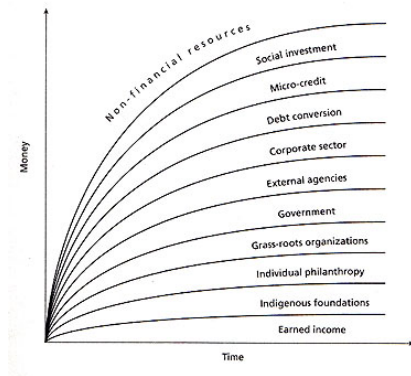 Non-financial resources
Social investment
Micro-credit
Debt conversion
Corporate sector
External agencies
Government
Grass-roots organizations
Individual philanthropy
Indigenous foundations
Earned income
Money
Time